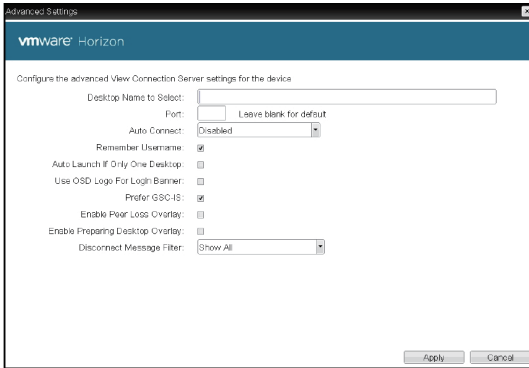 Advanced Settings
vmware Horizon
Configure the advanced View Connection Server settings for the device
Desktop Name to Select:
Port: Leave blank for default
Auto Connect: Disabled
Remember Username:
Auto Launch If Only One Desktop:
Use OSD Logo For Login Banner:
Prefer GSC-IS:
Enable Peer Loss Overlay:
Enable Preparing Desktop Overlay:
Disconnect Message Filter: Show All
Apply Cancel